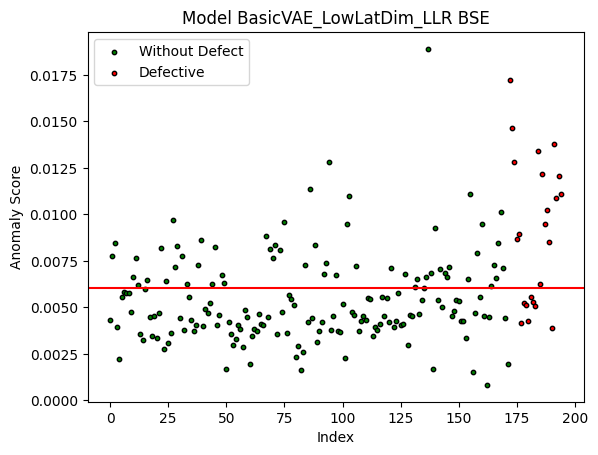 Model BasicVAE_LowLatDim_LLR BSE
Without Defect
Defective
Anomaly Score
0.0175
0.0150
0.0125
0.0100
0.0075
0.0050
0.0025
0.0000
0 25 50 75 100 125 150 175 200
Index